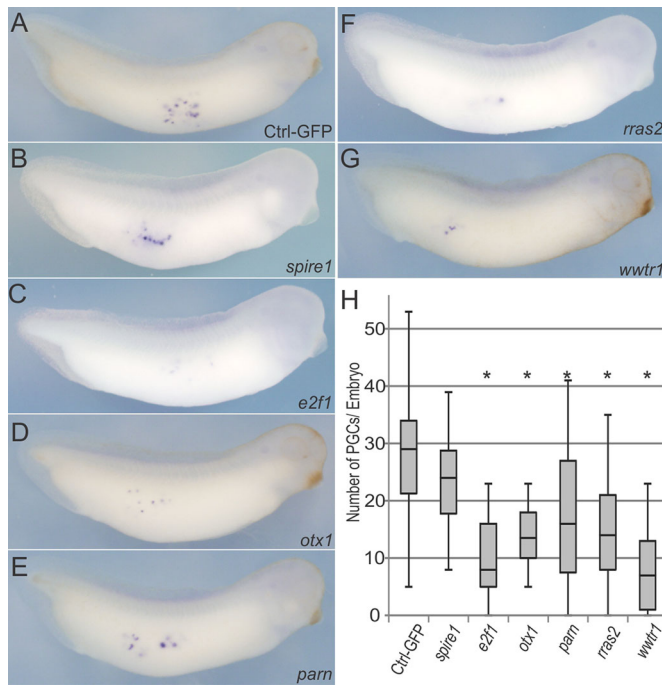 A
Ctrl-GFP
B
spire1
C
e2f1
D
otx1
E
parn
F
rras2
G
wwtr1
H
Number of PGCs/ Embryo
50
40
30
20
10
0
* * * * *
Ctrl-GFP
spire1
e2f1
otx1
parn
rras2
wwtr1